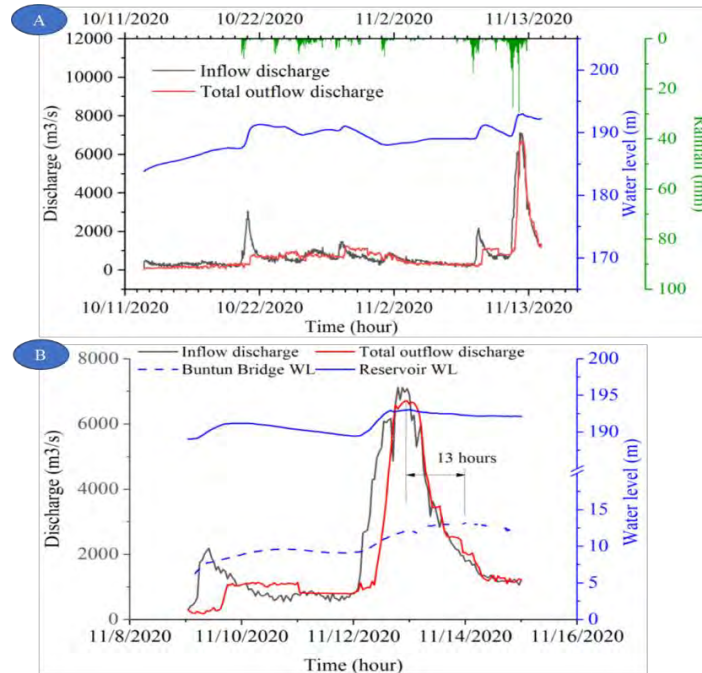 A
10/11/2020 10/22/2020 11/2/2020 11/13/2020
12000
10000
8000
6000
4000
2000
0
Discharge (m3/s)
Inflow discharge
Total outflow discharge
205
200
190
180
170
165
Water level (m)
0
20
40
60
80
100
Rainfall (mm)
10/11/2020 10/22/2020 11/2/2020 11/13/2020
Time (hour)
B
8000
6000
4000
2000
0
Discharge (m3/s)
Inflow discharge Total outflow discharge
Buntun Bridge WL Reservoir WL
13 hours
200
195
190
15
10
5
0
Water level (m)
11/8/2020 11/10/2020 11/12/2020 11/14/2020 11/16/2020
Time (hour)